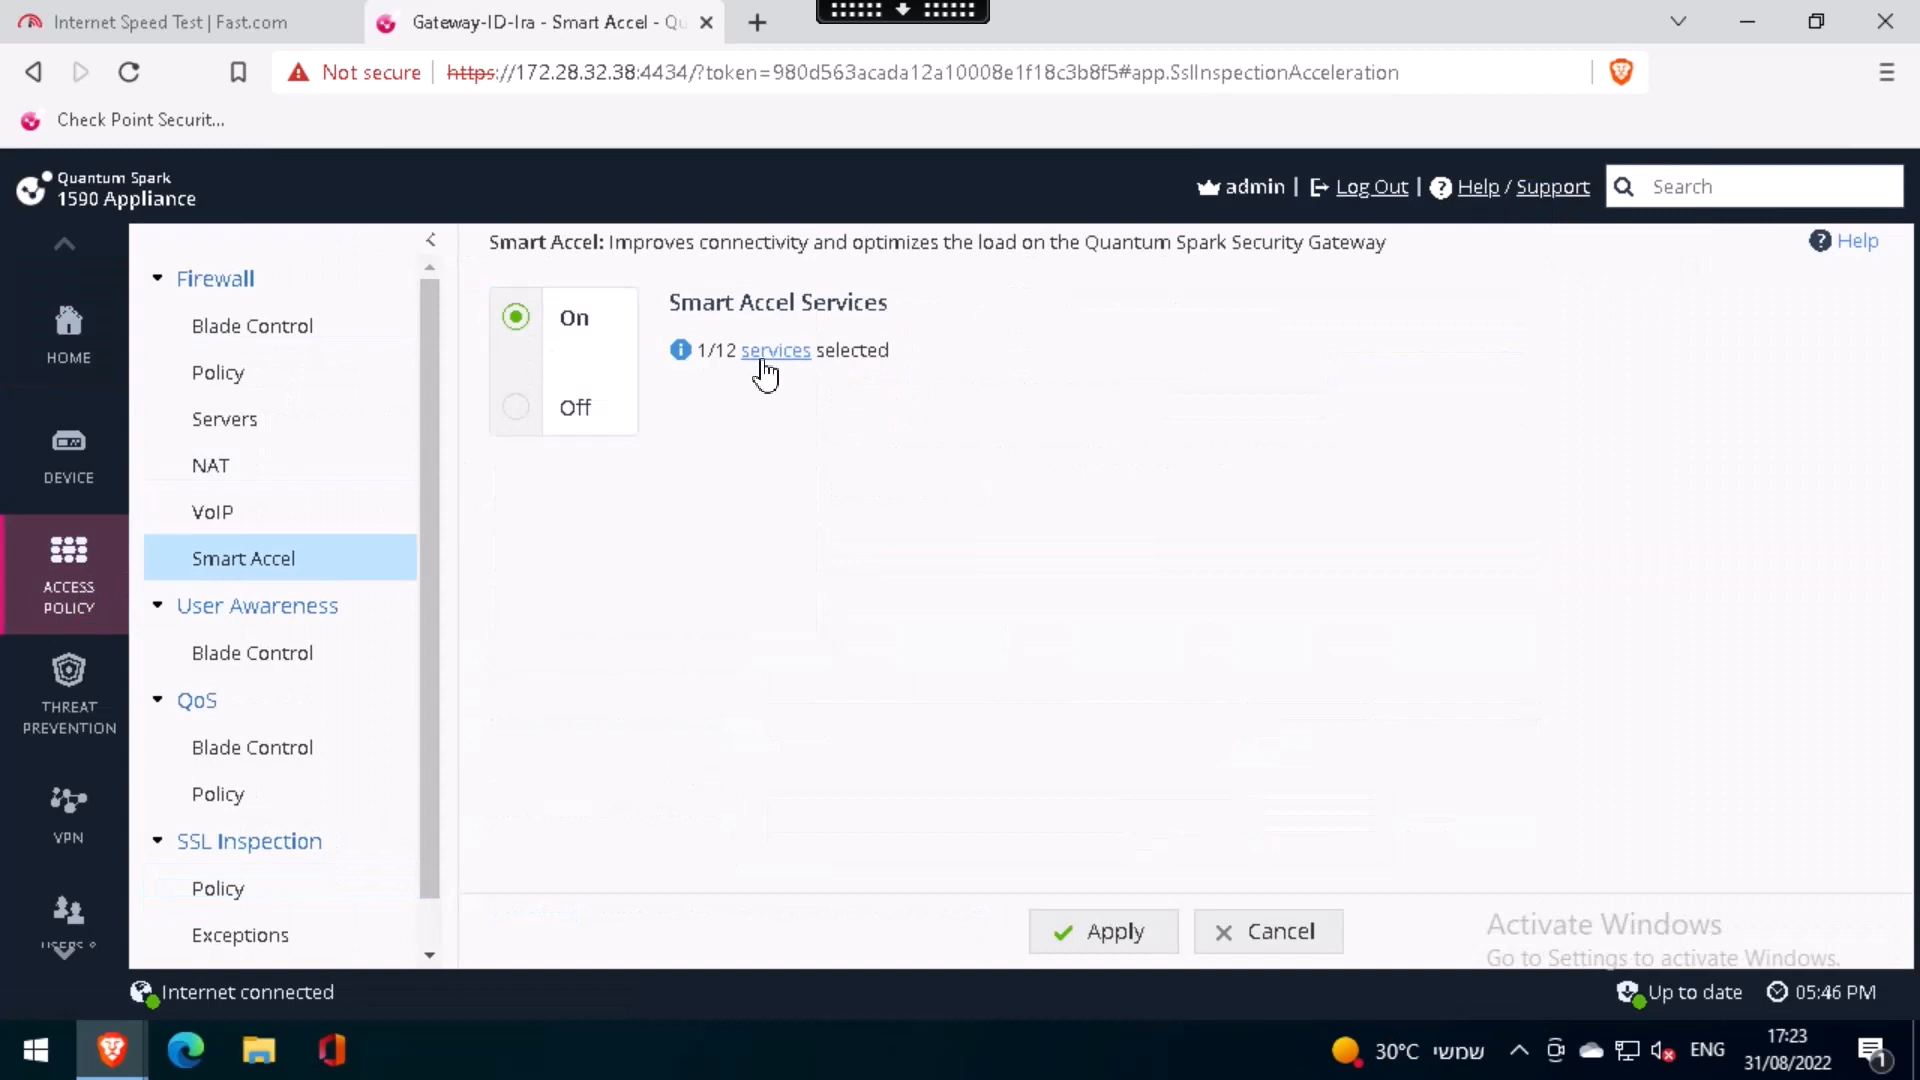 Internet Speed Test | Fast.com
Gateway-ID-Ira - Smart Accel - Qu
Not secure
https://172.28.32.38:4434/?token=980d563acada12a10008e1f18c3b8f5#app.SslInspectionAcceleration
Check Point Securit...
Quantum Spark
1590 Appliance
admin | Log Out | Help / Support
Search
HOME
DEVICE
ACCESS
POLICY
THREAT
PREVENTION
VPN
Firewall
Blade Control
Policy
Servers
NAT
VoIP
Smart Accel
User Awareness
Blade Control
QoS
Blade Control
Policy
SSL Inspection
Policy
Exceptions
Smart Accel: Improves connectivity and optimizes the load on the Quantum Spark Security Gateway
Help
On
Off
Smart Accel Services
1/12 services selected
Apply
Cancel
Activate Windows
Go to Settings to activate Windows.
Internet connected
Up to date
05:46 PM
30°C שמשי
ENG
17:23
31/08/2022
1